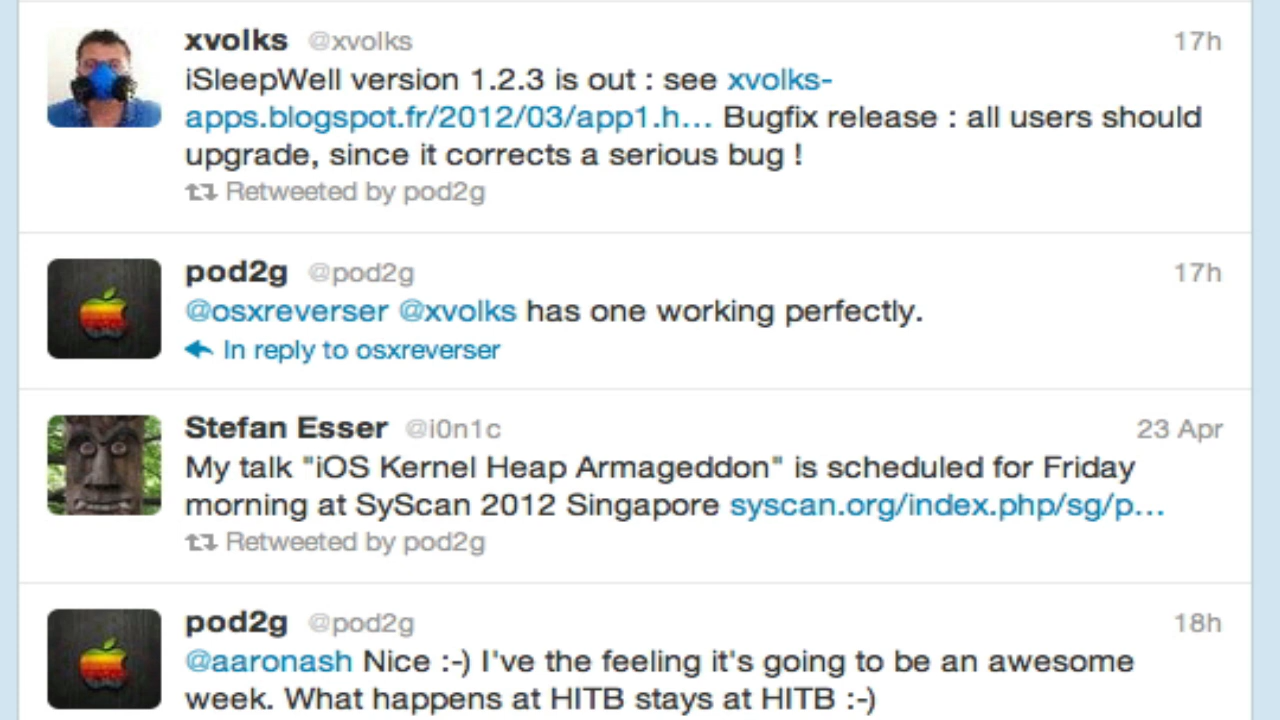 xvolks @xvolks 17h
iSleepWell version 1.2.3 is out : see xvolks-
apps.blogspot.fr/2012/03/app1.h... Bugfix release : all users should
upgrade, since it corrects a serious bug !
Retweeted by pod2g
pod2g @pod2g 17h
@osxreverser @xvolks has one working perfectly.
In reply to osxreverser
Stefan Esser @i0n1c 23 Apr
My talk "iOS Kernel Heap Armageddon" is scheduled for Friday
morning at SyScan 2012 Singapore syscan.org/index.php/sg/p...
Retweeted by pod2g
pod2g @pod2g 18h
@aaronash Nice :-) I've the feeling it's going to be an awesome
week. What happens at HITB stays at HITB :-)